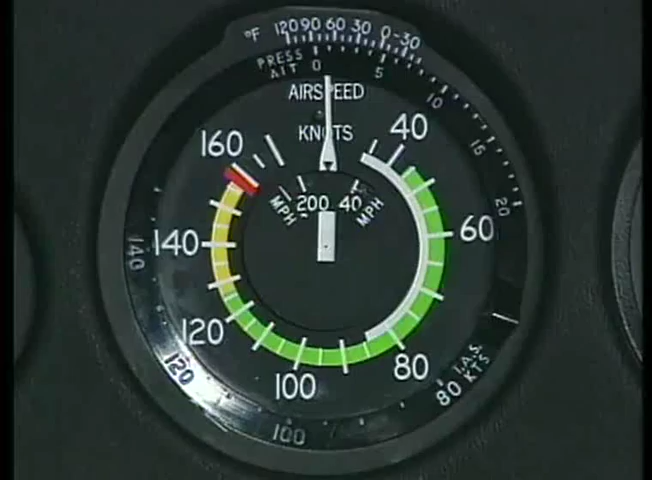 °F 120 90 60 30 0 -30
PRESS
ALT 0 5 10 15 20
AIRSPEED
KNOTS
160 40
MPH 200 40 MPH
140 60
120 80
100
140 120 100 80
I.A.S.
KTS